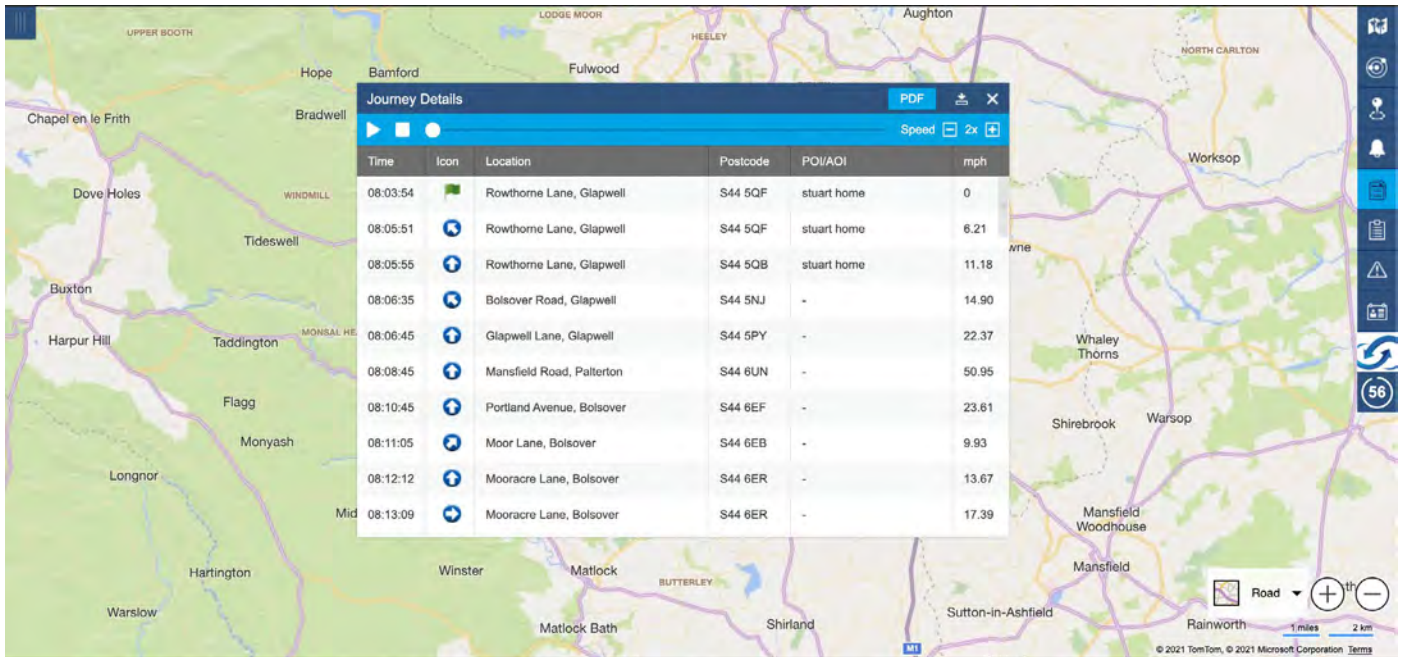 LODGE MOOR
Aughton
UPPER BOOTH
HEELEY
NORTH CARLTON
Hope
Bamford
Fulwood
Chapel en le Frith
Bradwell
Journey Details PDF
Speed 2x
Time Icon Location Postcode POI/AOI mph
08:03:54 Rowthorne Lane, Glapwell S44 5QF stuart home 0
08:05:51 Rowthorne Lane, Glapwell S44 5QF stuart home 6.21
08:05:55 Rowthorne Lane, Glapwell S44 5QB stuart home 11.18
08:06:35 Bolsover Road, Glapwell S44 5NJ - 14.90
08:06:45 Glapwell Lane, Glapwell S44 5PY - 22.37
08:08:45 Mansfield Road, Palterton S44 6UN - 50.95
08:10:45 Portland Avenue, Bolsover S44 6EF - 23.61
08:11:05 Moor Lane, Bolsover S44 6EB - 9.93
08:12:12 Mooracre Lane, Bolsover S44 6ER - 13.67
08:13:09 Mooracre Lane, Bolsover S44 6ER - 17.39
Worksop
Dove Holes
WINDMILL
Tideswell
wne
Buxton
Harpur Hill
Taddington
MONSAL HE
Whaley
Thorns
56
Flagg
Shirebrook
Warsop
Monyash
Longnor
Mid
Mansfield
Woodhouse
Hartington
Winster
Matlock
BUTTERLEY
Mansfield
Road
th
Warslow
Matlock Bath
Shirland
Sutton-in-Ashfield
Rainworth
1 miles 2 km
M1
© 2021 TomTom, © 2021 Microsoft Corporation Terms